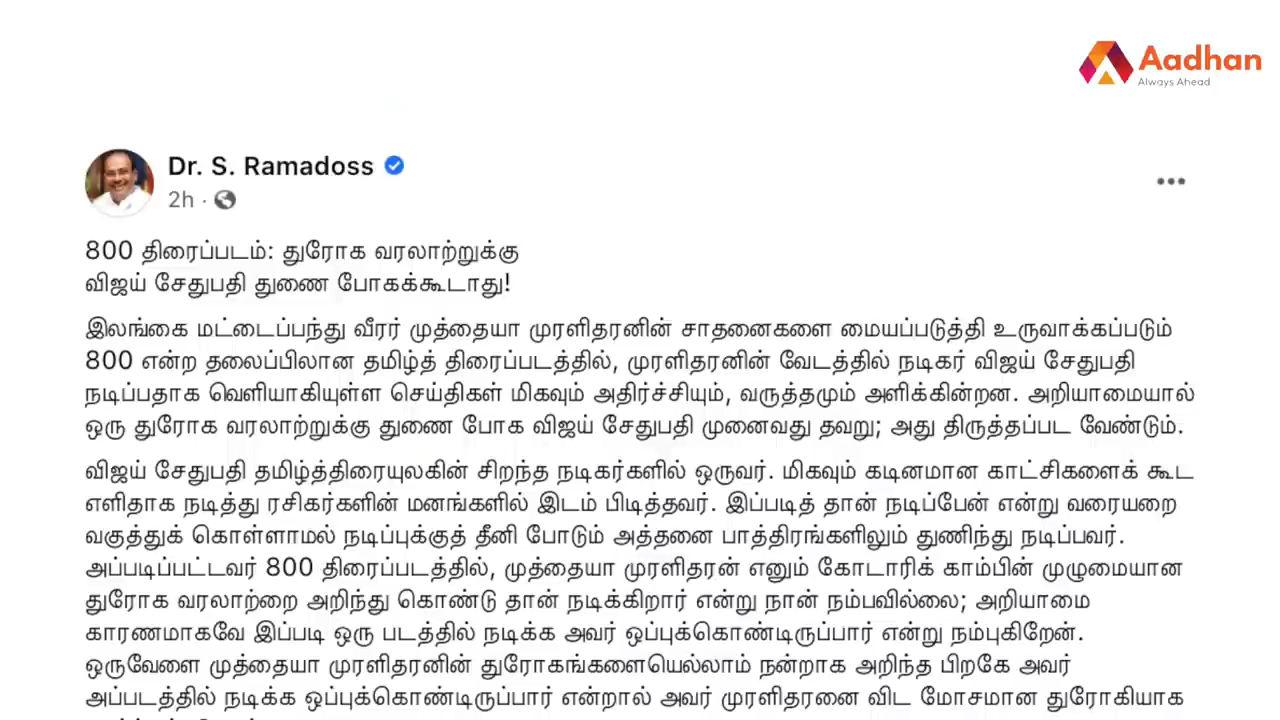 Aadhan
Always Ahead
Dr. S. Ramadoss
2h ·
800 திரைப்படம்: துரோக வரலாற்றுக்கு
விஜய் சேதுபதி துணை போகக்கூடாது!
இலங்கை மட்டைப்பந்து வீரர் முத்தையா முரளிதரனின் சாதனைகளை மையப்படுத்தி உருவாக்கப்படும்
800 என்ற தலைப்பிலான தமிழ்த் திரைப்படத்தில், முரளிதரனின் வேடத்தில் நடிகர் விஜய் சேதுபதி
நடிப்பதாக வெளியாகியுள்ள செய்திகள் மிகவும் அதிர்ச்சியும், வருத்தமும் அளிக்கின்றன. அறியாமையால்
ஒரு துரோக வரலாற்றுக்கு துணை போக விஜய் சேதுபதி முனைவது தவறு; அது திருத்தப்பட வேண்டும்.
விஜய் சேதுபதி தமிழ்த்திரையுலகின் சிறந்த நடிகர்களில் ஒருவர். மிகவும் கடினமான காட்சிகளைக் கூட
எளிதாக நடித்து ரசிகர்களின் மனங்களில் இடம் பிடித்தவர். இப்படித் தான் நடிப்பேன் என்று வரையறை
வகுத்துக் கொள்ளாமல் நடிப்புக்குத் தீனி போடும் அத்தனை பாத்திரங்களிலும் துணிந்து நடிப்பவர்.
அப்படிப்பட்டவர் 800 திரைப்படத்தில், முத்தையா முரளிதரன் எனும் கோடாரிக் காம்பின் முழுமையான
துரோக வரலாற்றை அறிந்து கொண்டு தான் நடிக்கிறார் என்று நான் நம்பவில்லை; அறியாமை
காரணமாகவே இப்படி ஒரு படத்தில் நடிக்க அவர் ஒப்புக்கொண்டிருப்பார் என்று நம்புகிறேன்.
ஒருவேளை முத்தையா முரளிதரனின் துரோகங்களையெல்லாம் நன்றாக அறிந்த பிறகே அவர்
அப்படத்தில் நடிக்க ஒப்புக்கொண்டிருப்பார் என்றால் அவர் முரளிதரனை விட மோசமான துரோகியாக